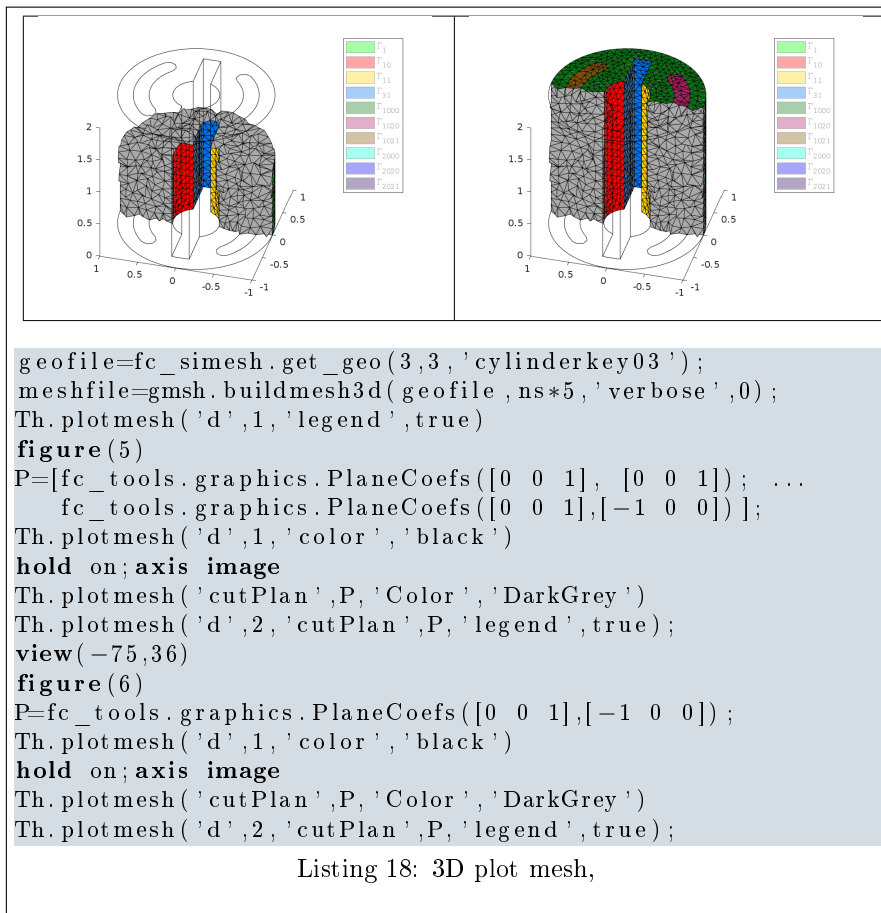 Γ1
Γ10
Γ11
Γ31
Γ1000
Γ1020
Γ1021
Γ2000
Γ2020
Γ2021
2
1.5
1
0.5
0
1
0.5
0
-0.5
-1
1
0.5
0
-0.5
-1
Γ1
Γ10
Γ11
Γ31
Γ1000
Γ1020
Γ1021
Γ2000
Γ2020
Γ2021
2
1.5
1
0.5
0
1
0.5
0
-0.5
-1
1
0.5
0
-0.5
-1
geofile=fc_simesh.get_geo(3,3,'cylinderkey03');
meshfile=gmsh.buildmesh3d(geofile,ns*5,'verbose',0);
Th.plotmesh('d',1,'legend',true)
figure(5)
P=[fc_tools.graphics.PlaneCoefs([0 0 1], [0 0 1]); ...
fc_tools.graphics.PlaneCoefs([0 0 1],[-1 0 0])];
Th.plotmesh('d',1,'color','black')
hold on;axis image
Th.plotmesh('cutPlan',P,'Color','DarkGrey')
Th.plotmesh('d',2,'cutPlan',P,'legend',true);
view(-75,36)
figure(6)
P=fc_tools.graphics.PlaneCoefs([0 0 1],[-1 0 0]);
Th.plotmesh('d',1,'color','black')
hold on;axis image
Th.plotmesh('cutPlan',P,'Color','DarkGrey')
Th.plotmesh('d',2,'cutPlan',P,'legend',true);
Listing 18: 3D plot mesh,